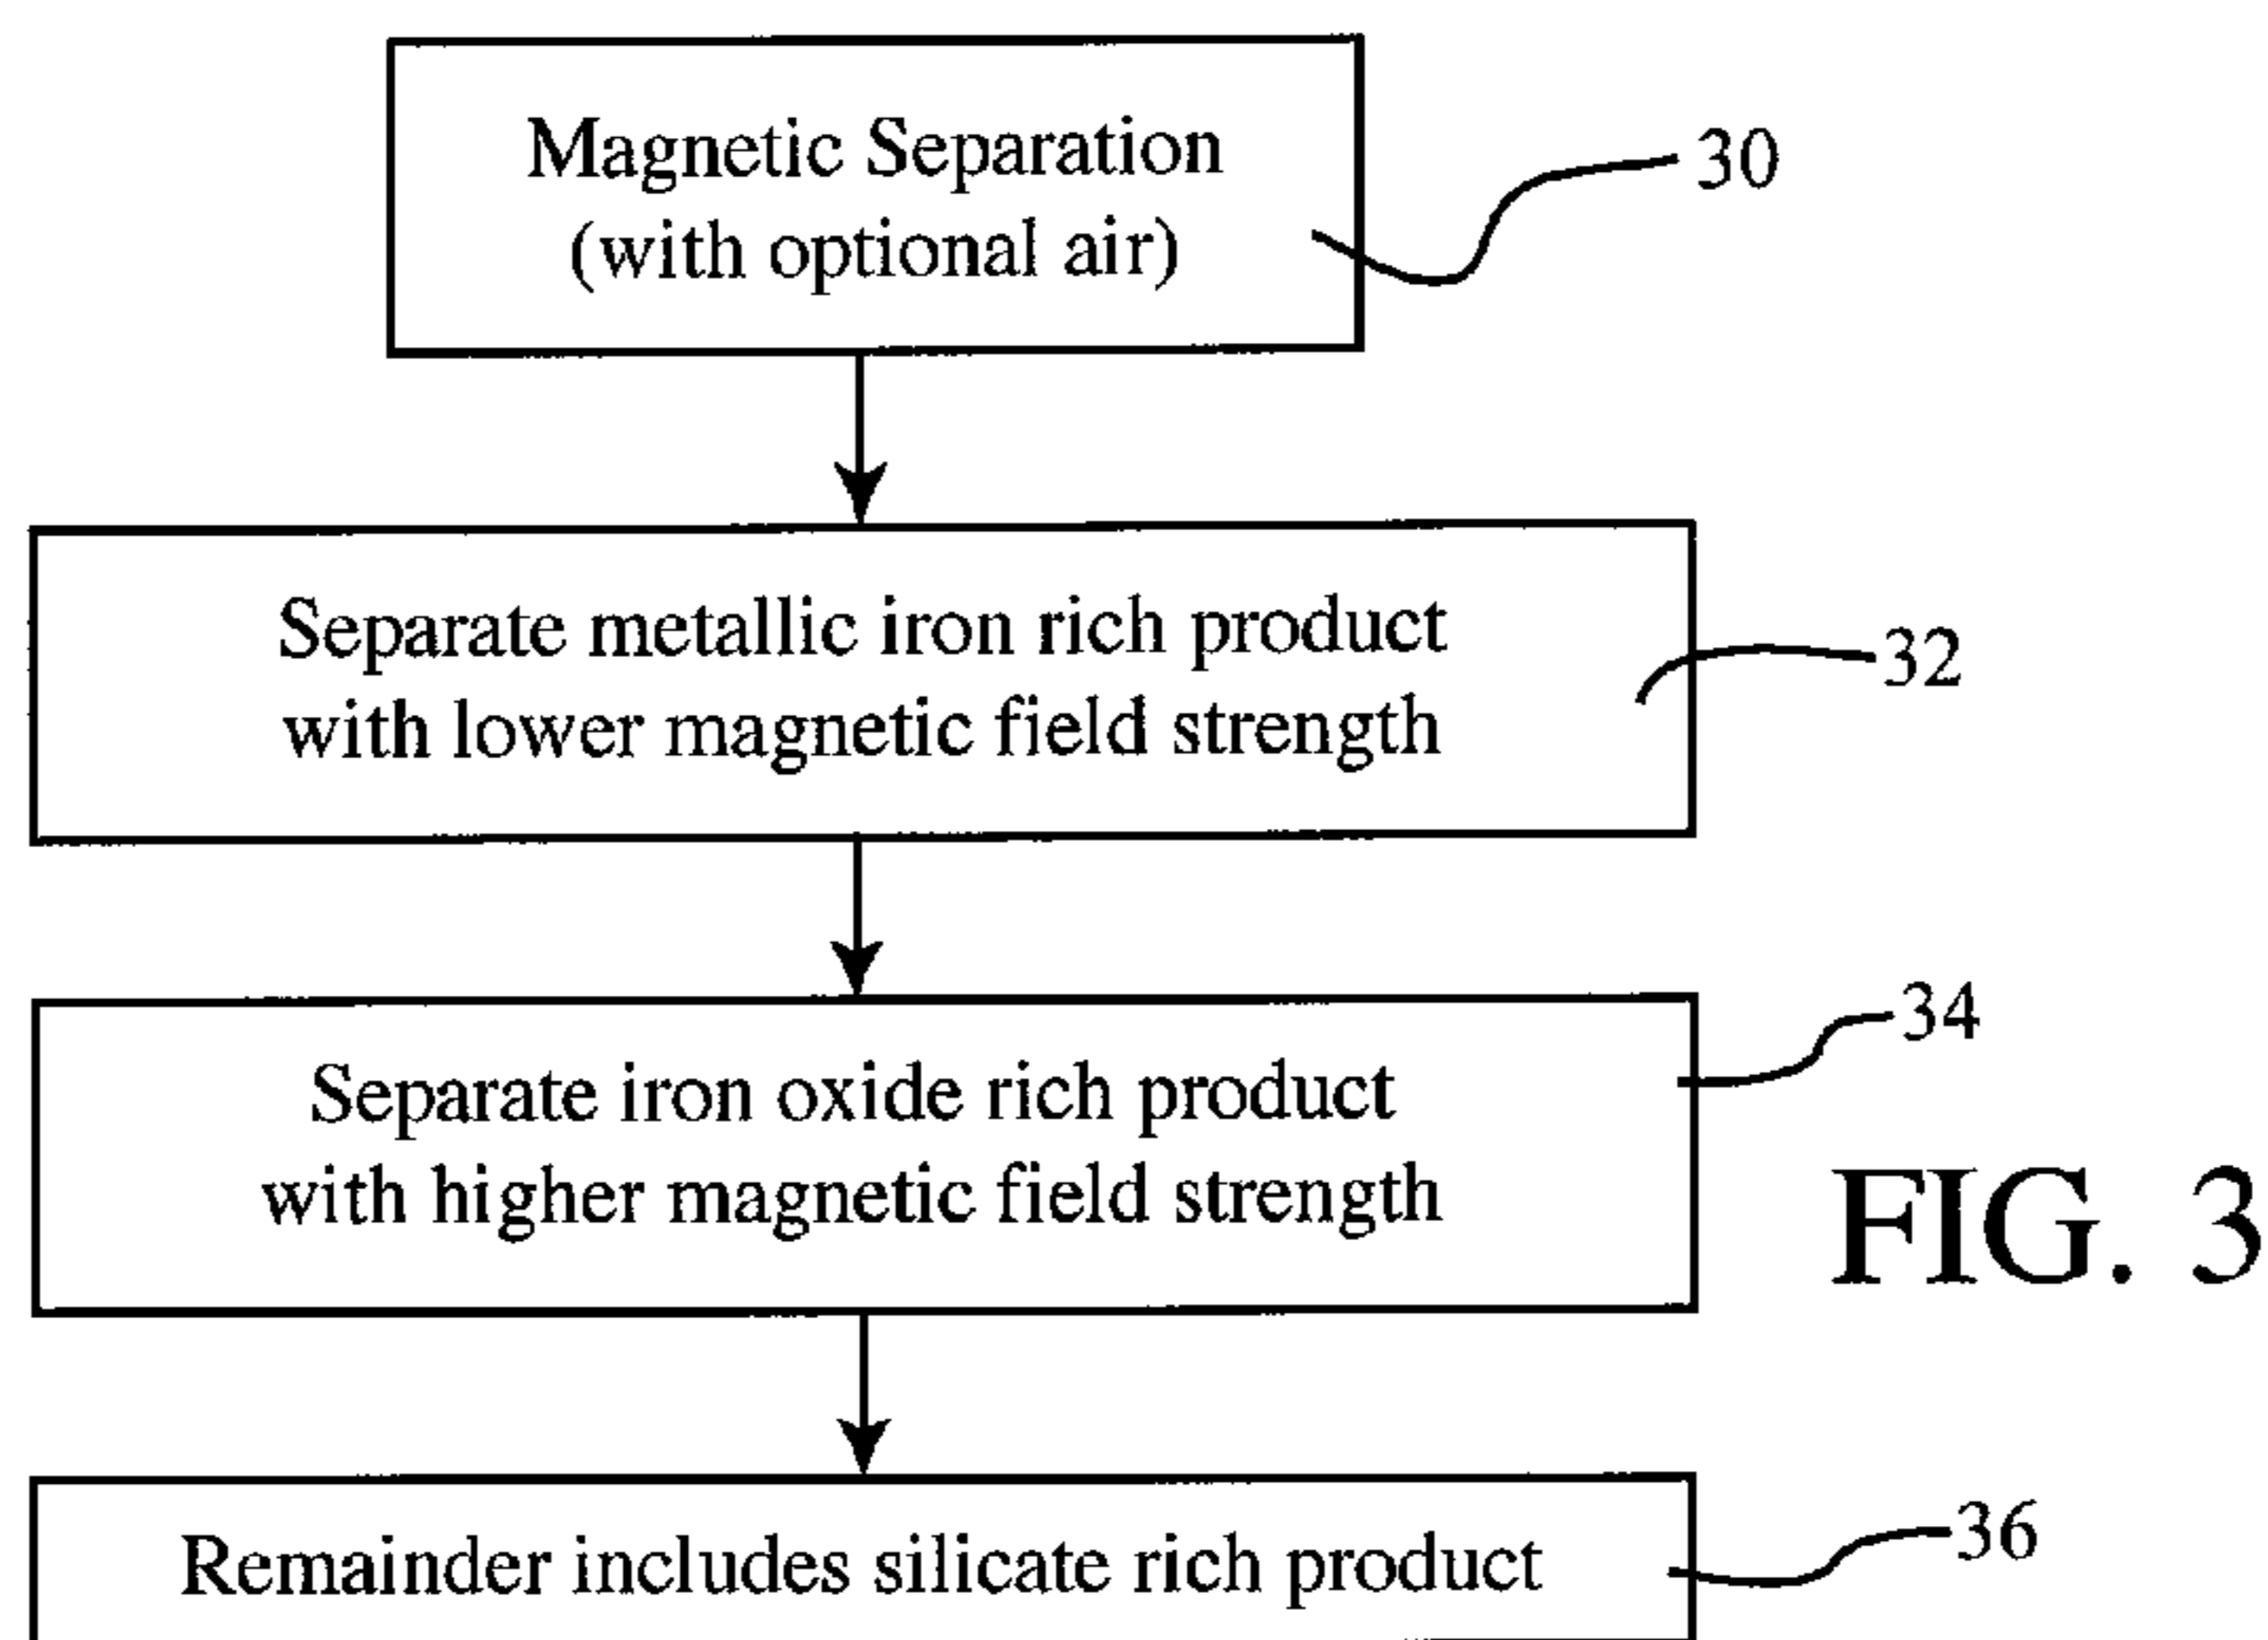 Magnetic Separation
(with optional air)
30
Separate metallic iron rich product
with lower magnetic field strength
32
Separate iron oxide rich product
with higher magnetic field strength
34
FIG. 3
Remainder includes silicate rich product
36